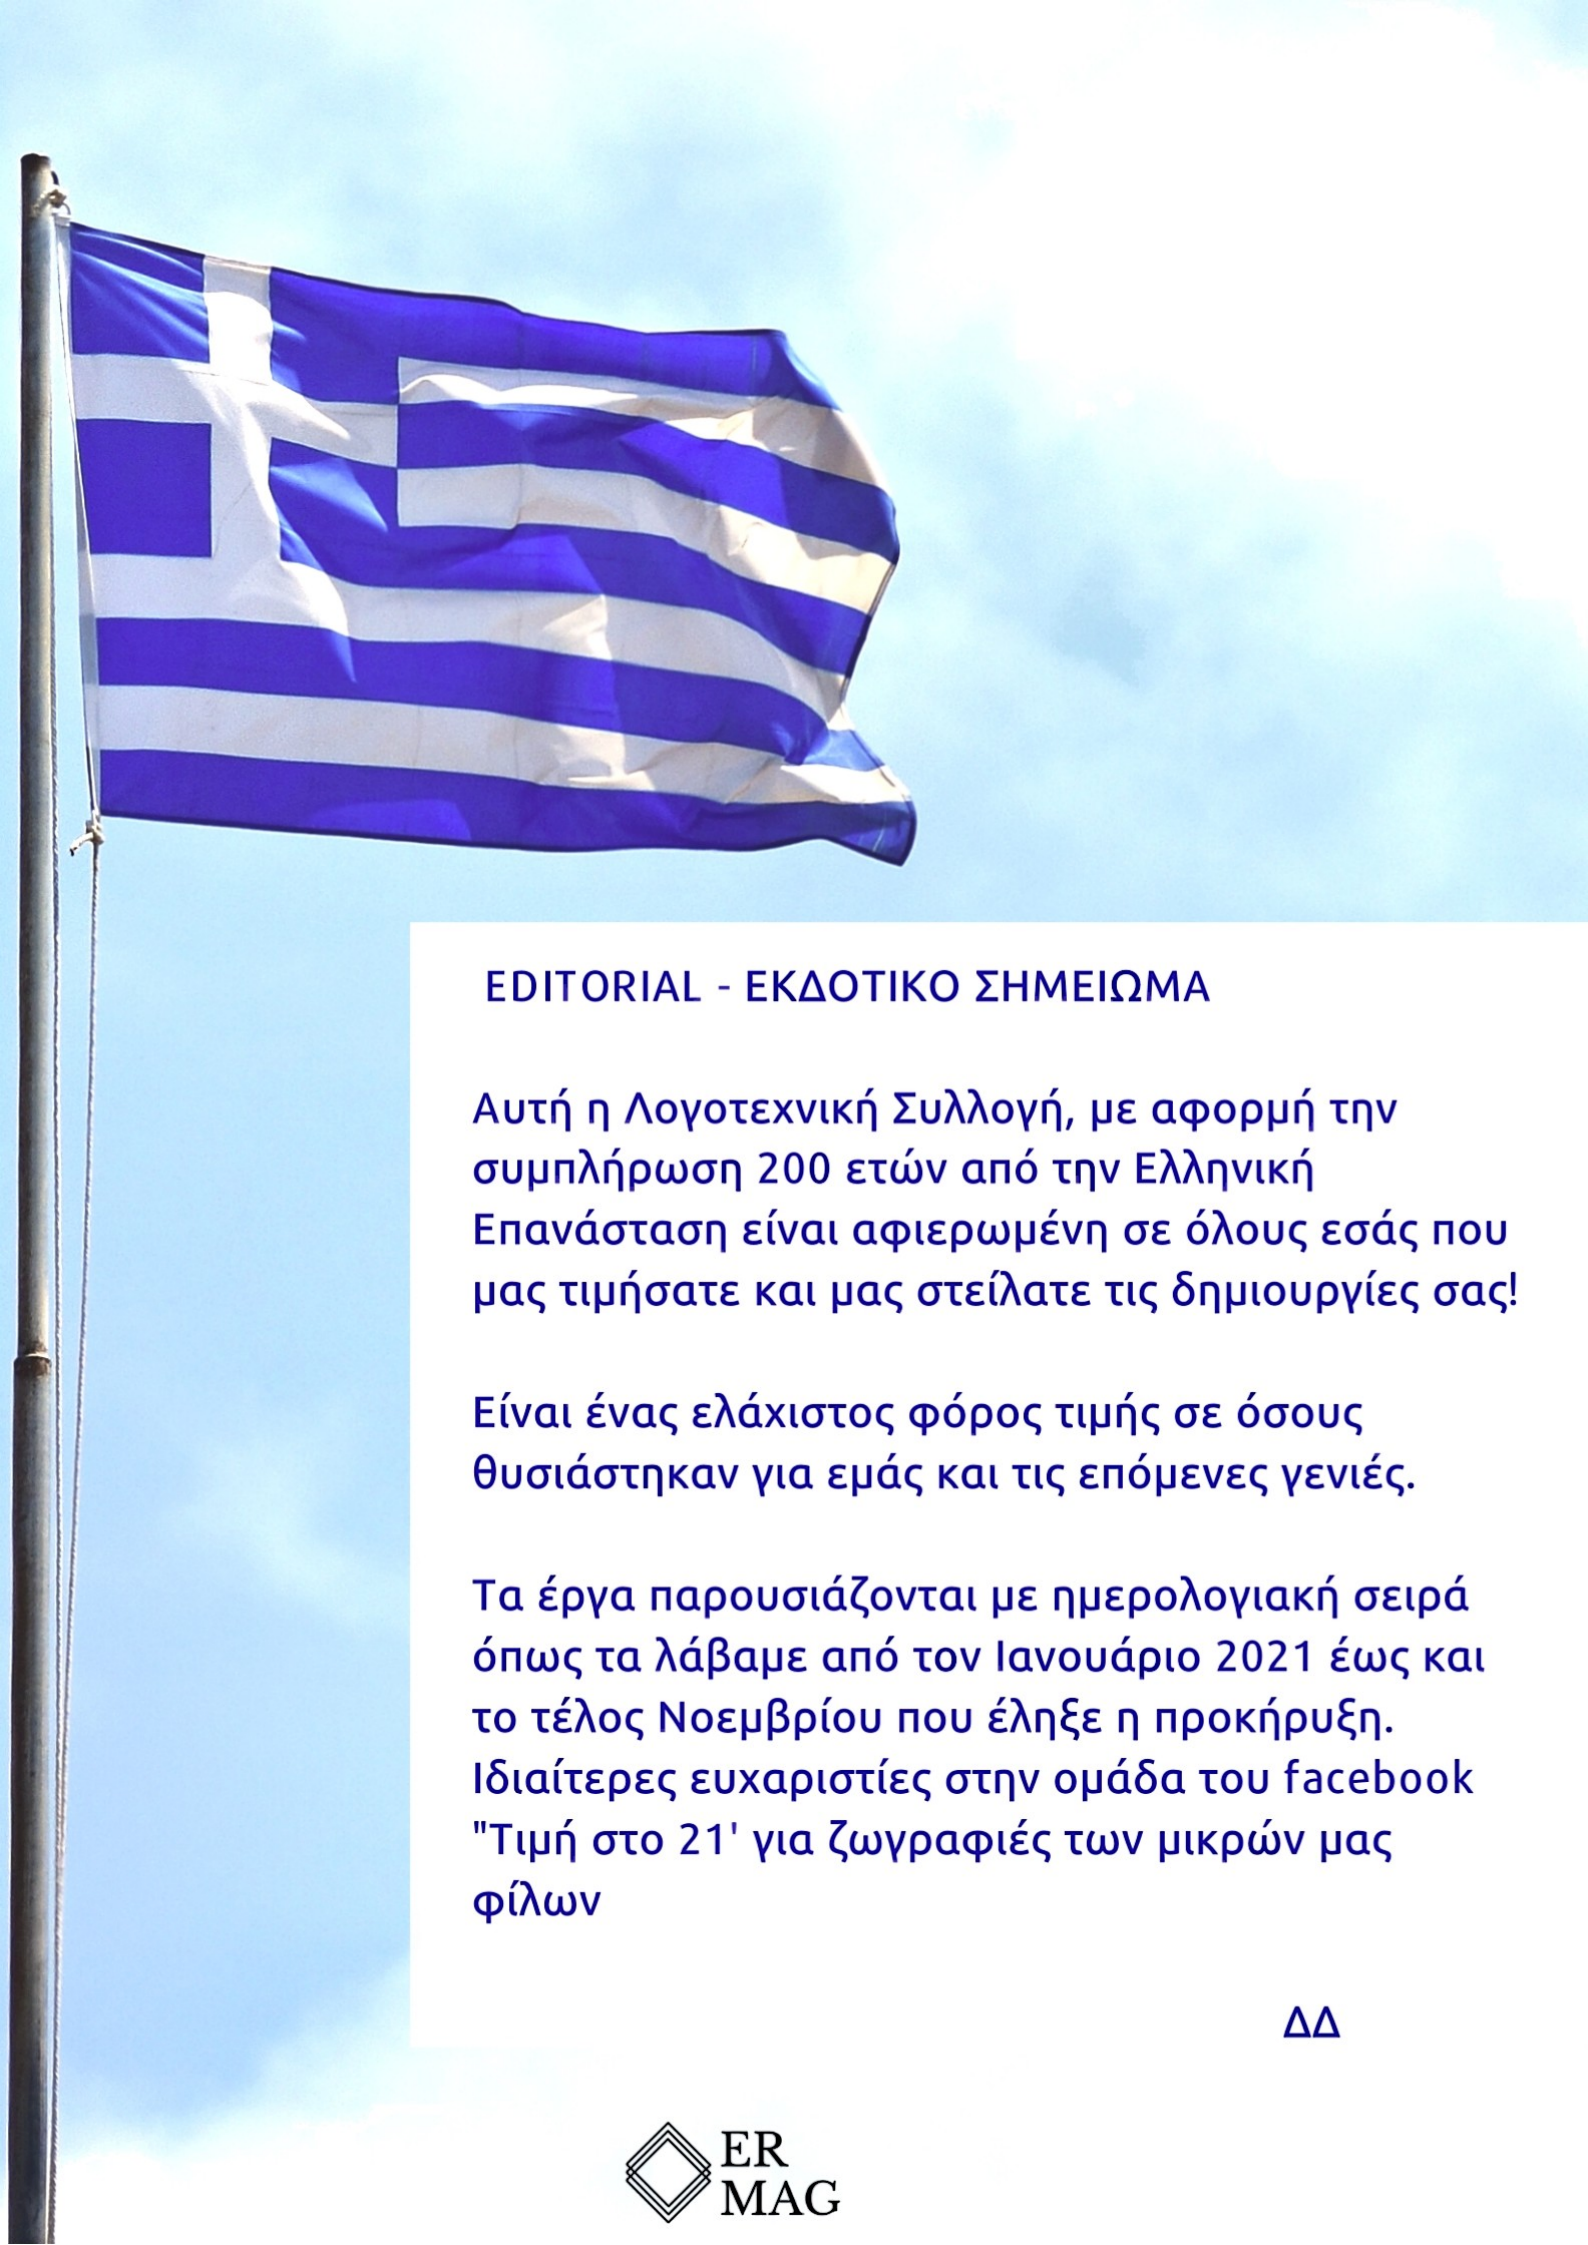 EDITORIAL - ΕΚΔΟΤΙΚΟ ΣΗΜΕΙΩΜΑ
Αυτή η Λογοτεχνική Συλλογή, με αφορμή την
συμπλήρωση 200 ετών από την Ελληνική
Επανάσταση είναι αφιερωμένη σε όλους εσάς που
μας τιμήσατε και μας στείλατε τις δημιουργίες σας!
Είναι ένας ελάχιστος φόρος τιμής σε όσους
θυσιάστηκαν για εμάς και τις επόμενες γενιές.
Τα έργα παρουσιάζονται με ημερολογιακή σειρά
όπως τα λάβαμε από τον Ιανουάριο 2021 έως και
το τέλος Νοεμβρίου που έληξε η προκήρυξη.
Ιδιαίτερες ευχαριστίες στην ομάδα του facebook
"Τιμή στο 21' για ζωγραφιές των μικρών μας
φίλων
ΔΔ
ER
MAG